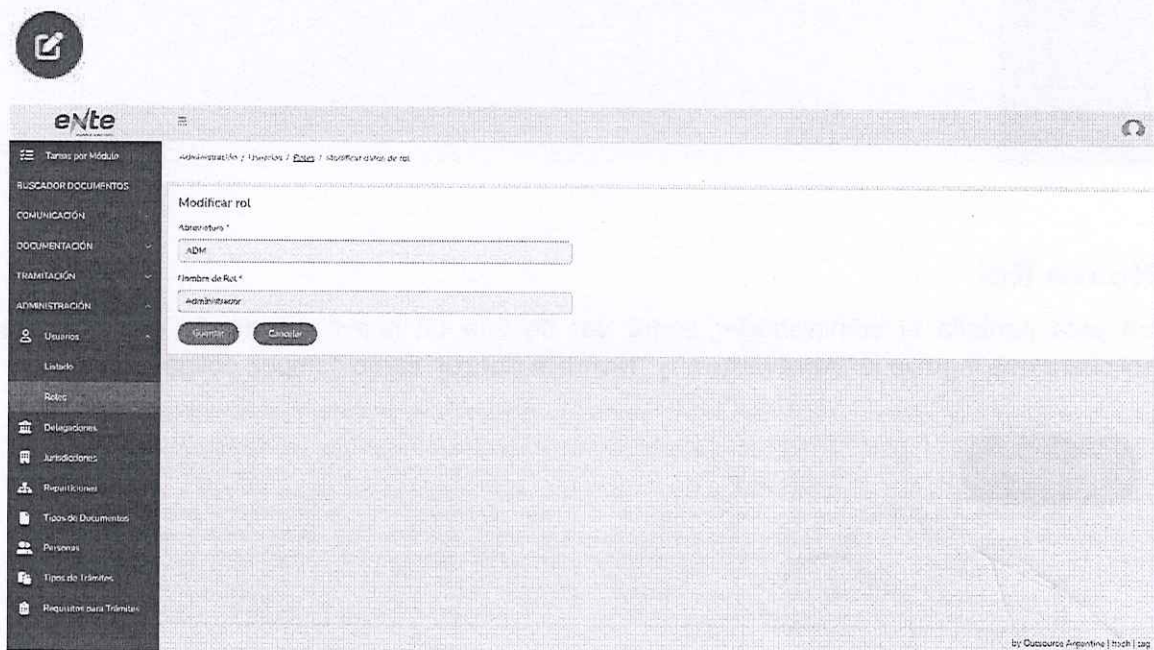 eNte
Tareas por Módulo
BUSCADOR DOCUMENTOS
COMUNICACIÓN
DOCUMENTACIÓN
TRAMITACIÓN
ADMINISTRACIÓN
Usuarios
Listado
Roles
Delegaciones
Jurisdicciones
Reparticiones
Tipos de Documentos
Personas
Tipos de Trámites
Requisitos para Trámites
Administración / Usuarios / Roles / Modificar datos de rol
Modificar rol
Abreviatura *
ADM
Nombre de Rol *
Administrador
Guardar
Cancelar
by Outsource Argentina |